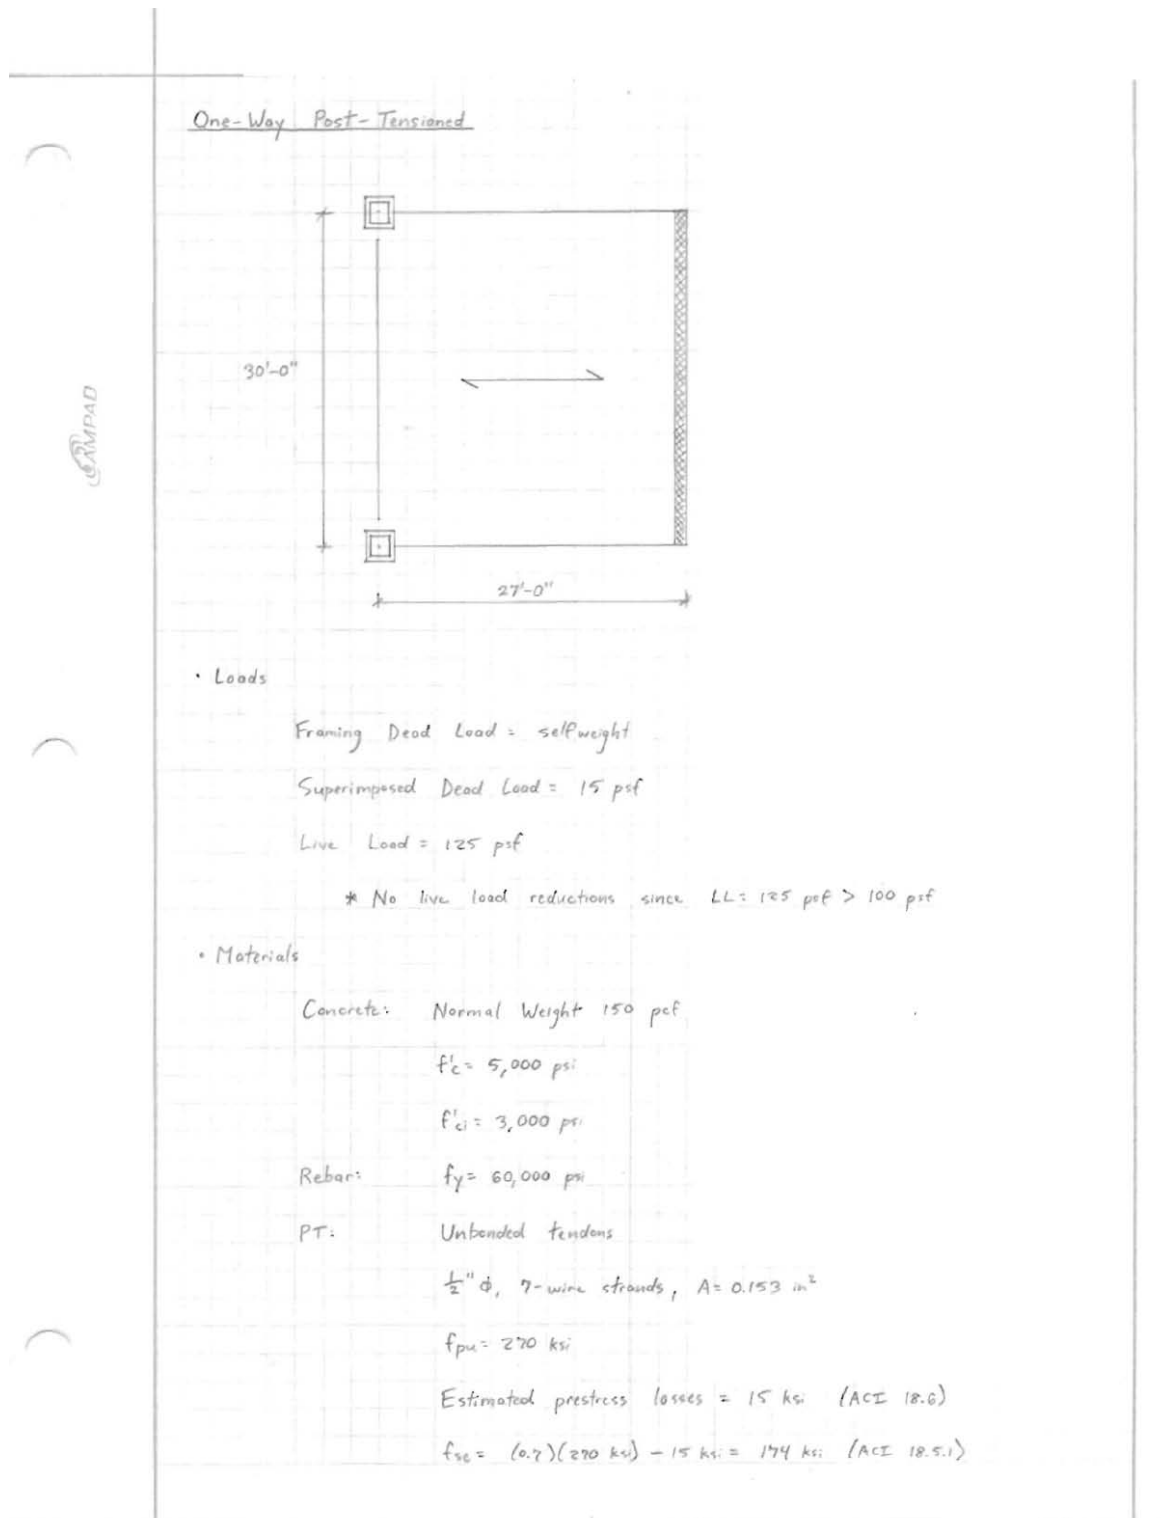 One-Way Post-Tensioned
30'-0"
AMPAD
27'-0"
• Loads
Framing Dead Load = selfweight
Superimposed Dead Load = 15 psf
Live Load = 125 psf
* No live load reductions since LL = 125 psf > 100 psf
• Materials
Concrete: Normal Weight 150 pcf
f'c = 5,000 psi
f'ci = 3,000 psi
Rebar: fy = 60,000 psi
PT: Unbonded tendons
1/2" ϕ, 7-wire strands, A = 0.153 in²
fpu = 270 ksi
Estimated prestress losses = 15 ksi (ACI 18.6)
fse = (0.7)(270 ksi) - 15 ksi = 174 ksi (ACI 18.5.1)